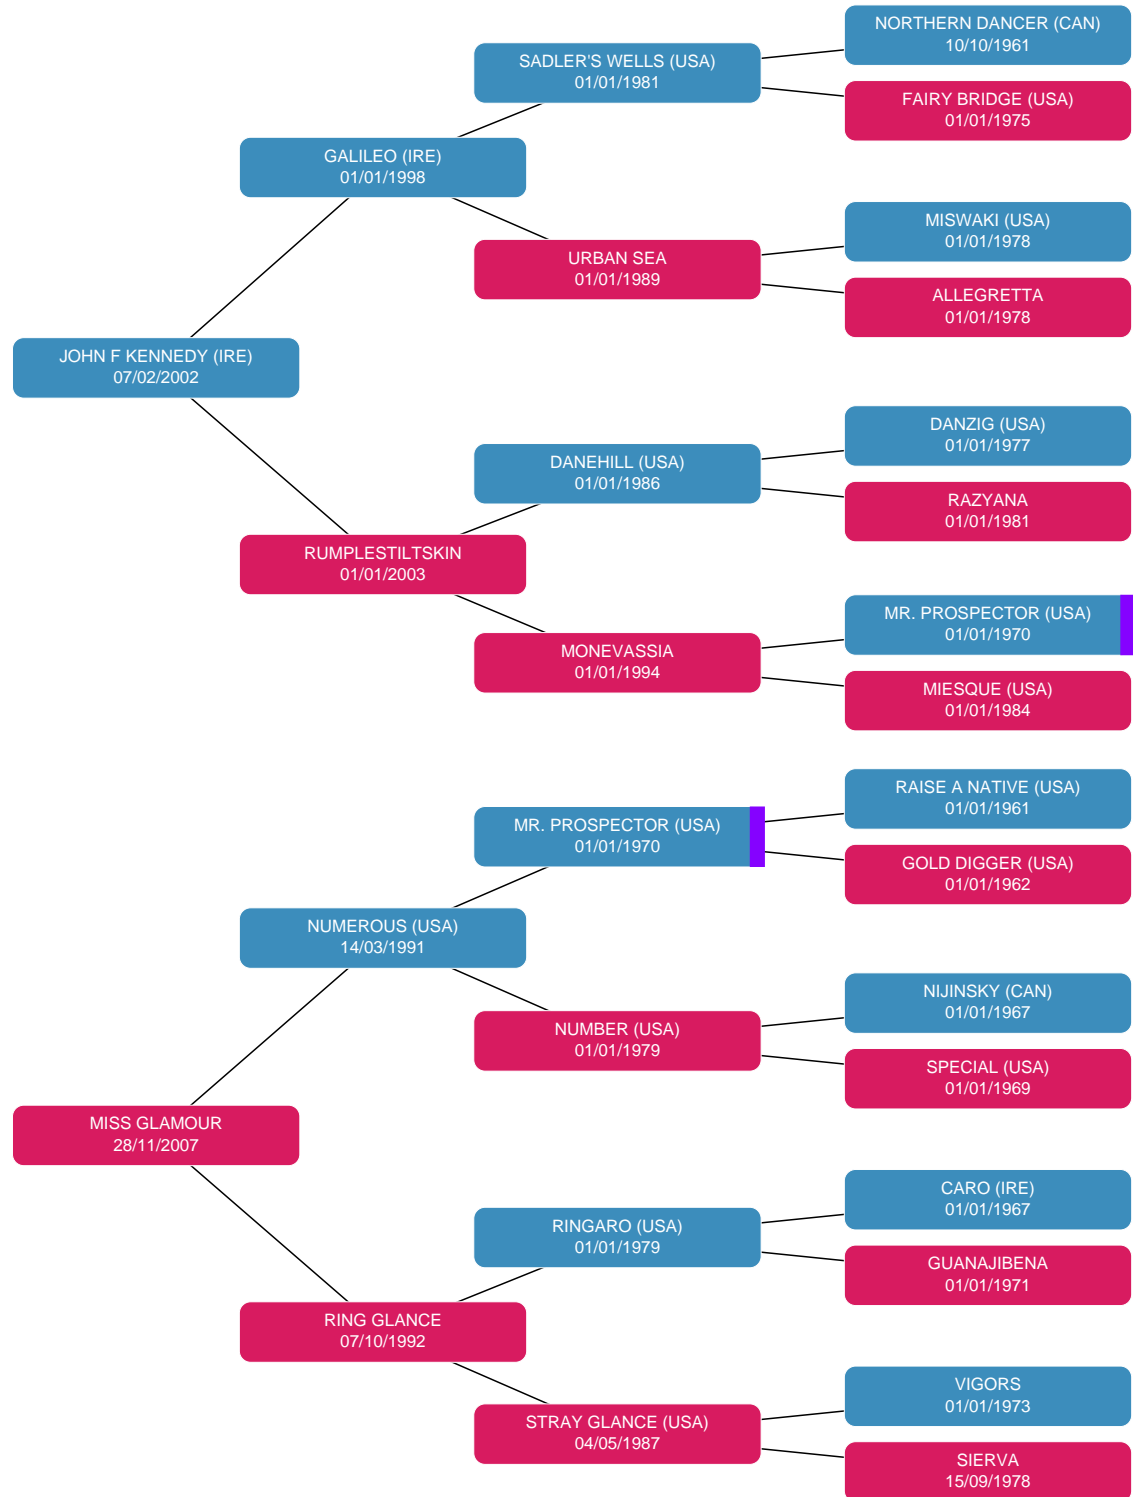 NORTHERN DANCER (CAN)
10/10/1961
SADLER'S WELLS (USA)
01/01/1981
FAIRY BRIDGE (USA)
01/01/1975
GALILEO (IRE)
01/01/1998
MISWAKI (USA)
01/01/1978
URBAN SEA
01/01/1989
ALLEGRETTA
01/01/1978
JOHN F KENNEDY (IRE)
07/02/2002
DANZIG (USA)
01/01/1977
DANEHILL (USA)
01/01/1986
RAZYANA
01/01/1981
RUMPLESTILTSKIN
01/01/2003
MR. PROSPECTOR (USA)
01/01/1970
MONEVASSIA
01/01/1994
MIESQUE (USA)
01/01/1984
RAISE A NATIVE (USA)
01/01/1961
MR. PROSPECTOR (USA)
01/01/1970
GOLD DIGGER (USA)
01/01/1962
NUMEROUS (USA)
14/03/1991
NIJINSKY (CAN)
01/01/1967
NUMBER (USA)
01/01/1979
SPECIAL (USA)
01/01/1969
MISS GLAMOUR
28/11/2007
CARO (IRE)
01/01/1967
RINGARO (USA)
01/01/1979
GUANAJIBENA
01/01/1971
RING GLANCE
07/10/1992
VIGORS
01/01/1973
STRAY GLANCE (USA)
04/05/1987
SIERVA
15/09/1978